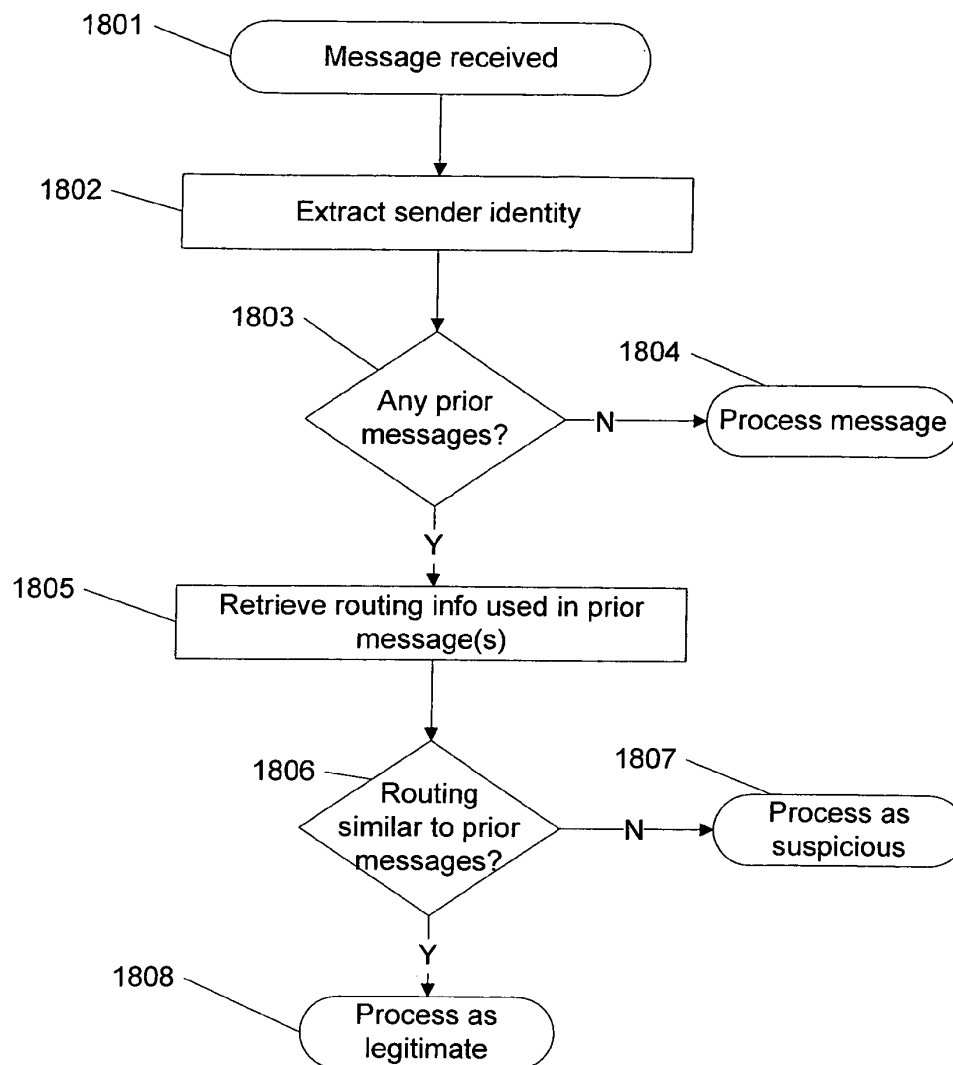 1801
Message received
1802
Extract sender identity
1803
Any prior
messages?
N
1804
Process message
Y
1805
Retrieve routing info used in prior
message(s)
1806
Routing
similar to prior
messages?
N
1807
Process as
suspicious
Y
1808
Process as
legitimate